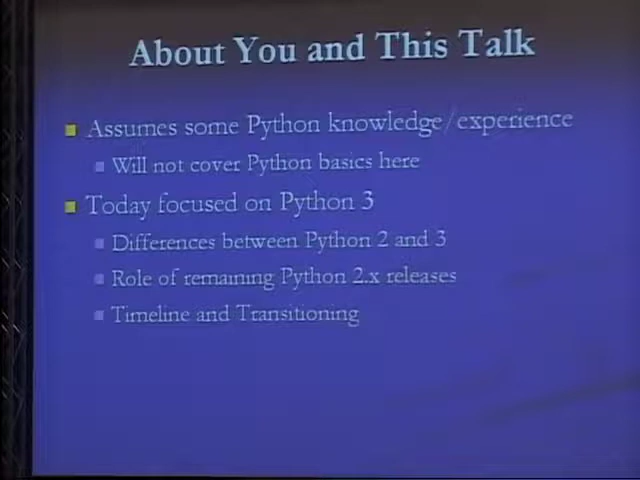 About You and This Talk
Assumes some Python knowledge/experience
Will not cover Python basics here
Today focused on Python 3
Differences between Python 2 and 3
Role of remaining Python 2.x releases
Timeline and Transitioning